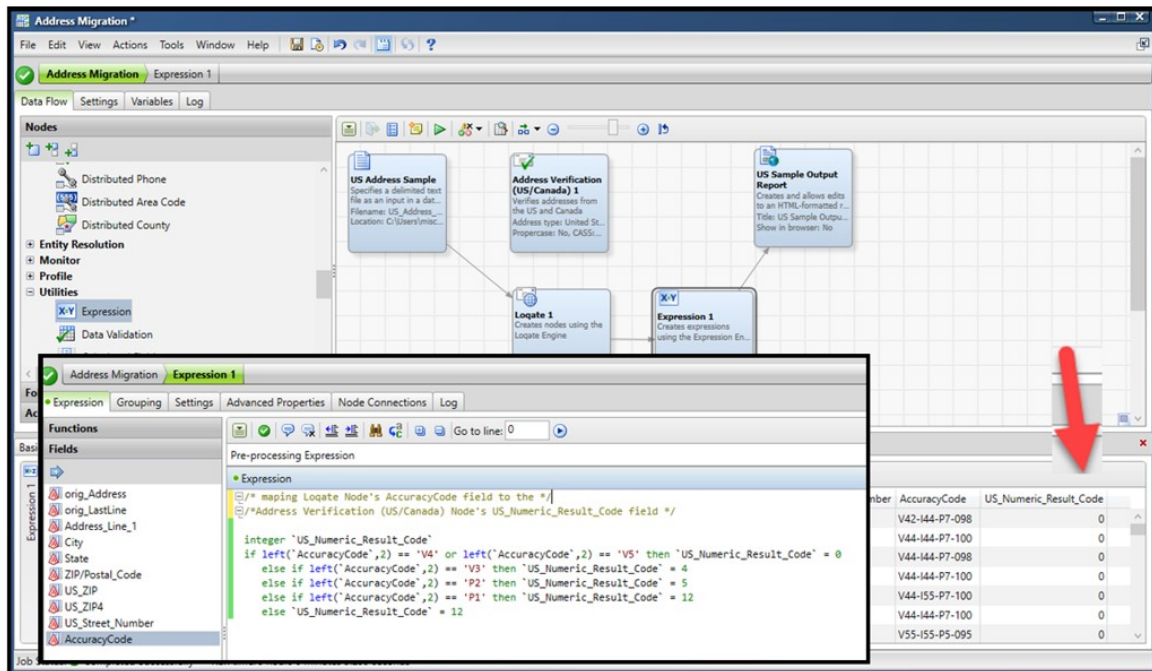 Address Migration *
File Edit View Actions Tools Window Help
Address Migration Expression 1
Data Flow Settings Variables Log
Nodes
Distributed Phone
Distributed Area Code
Distributed County
Entity Resolution
Monitor
Profile
Utilities
X=Y Expression
Data Validation
US Address Sample
Specifies a delimited text
file as an input in a dat...
Filename: US_Address_...
Location: C:\Users\misc...
Address Verification
(US/Canada) 1
Verifies addresses from
the US and Canada
Address type: United St...
Propercase: No, CASS:...
US Sample Output
Report
Creates and allows edits
to an HTML-formatted r...
Title: US Sample Outpu...
Show in browser: No
Loqate 1
Creates nodes using the
Loqate Engine
X=Y
Expression 1
Creates expressions
using the Expression En...
Address Migration Expression 1
Expression Grouping Settings Advanced Properties Node Connections Log
Functions
Fields
orig_Address
orig_LastLine
Address_Line_1
City
State
ZIP/Postal_Code
US_ZIP
US_ZIP4
US_Street_Number
AccuracyCode
Go to line: 0
Pre-processing Expression
Expression
/* maping Loqate Node's AccuracyCode field to the */
/*Address Verification (US/Canada) Node's US_Numeric_Result_Code field */
integer `US_Numeric_Result_Code`
if left(`AccuracyCode`,2) == 'V4' or left(`AccuracyCode`,2) == 'V5' then `US_Numeric_Result_Code` = 0
else if left(`AccuracyCode`,2) == 'V3' then `US_Numeric_Result_Code` = 4
else if left(`AccuracyCode`,2) == 'P2' then `US_Numeric_Result_Code` = 5
else if left(`AccuracyCode`,2) == 'P1' then `US_Numeric_Result_Code` = 12
else `US_Numeric_Result_Code` = 12
Expression 1
AccuracyCode US_Numeric_Result_Code
V42-I44-P7-098 0
V44-I44-P7-100 0
V44-I44-P7-098 0
V44-I44-P7-100 0
V44-I55-P7-100 0
V44-I44-P7-100 0
V55-I55-P5-095 0